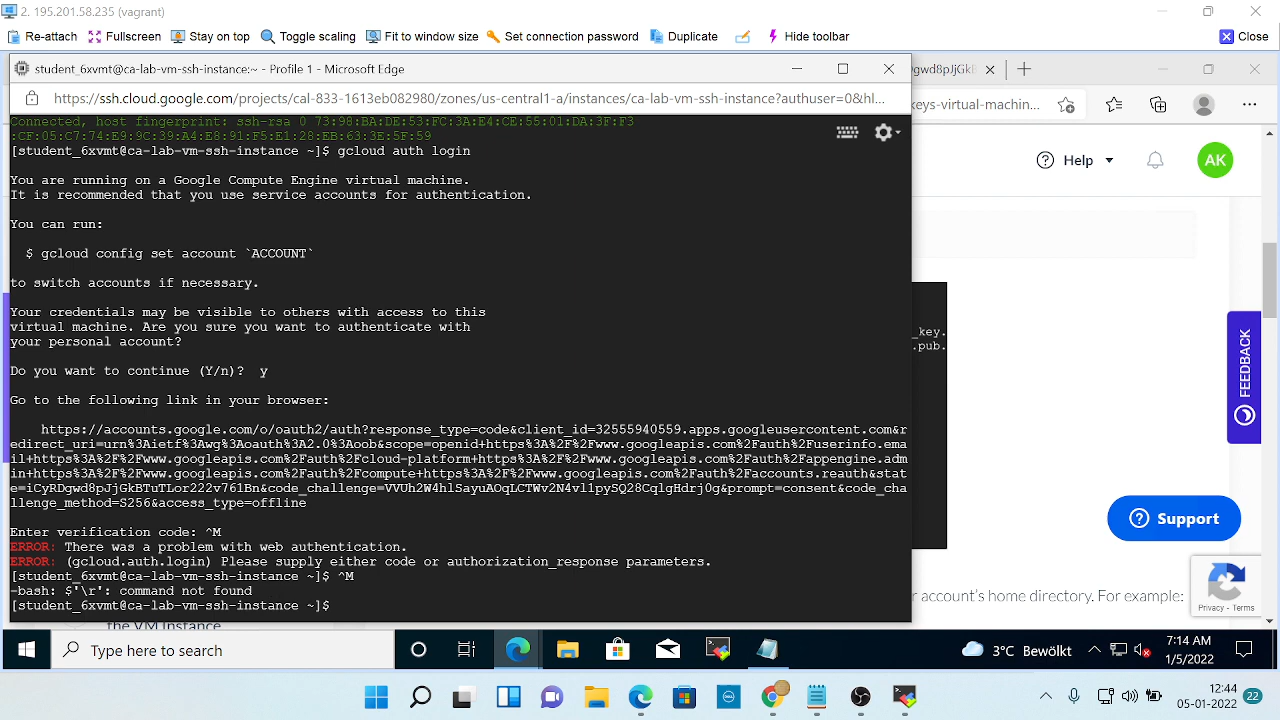 2. 195.201.58.235 (vagrant)
Re-attach Fullscreen Stay on top Toggle scaling Fit to window size Set connection password Duplicate Hide toolbar Close
student_6xvmt@ca-lab-vm-ssh-instance:~ - Profile 1 - Microsoft Edge
https://ssh.cloud.google.com/projects/cal-833-1613eb082980/zones/us-central1-a/instances/ca-lab-vm-ssh-instance?authuser=0&hl...
keys-virtual-machin...
Connected, host fingerprint: ssh-rsa 0 73:98:BA:DE:53:FC:3A:E4:CE:55:01:DA:3F:F3
:CF:05:C7:74:E9:9C:39:A4:E8:91:F5:E1:28:EB:63:3E:5F:59
[student_6xvmt@ca-lab-vm-ssh-instance ~]$ gcloud auth login
You are running on a Google Compute Engine virtual machine.
It is recommended that you use service accounts for authentication.
You can run:
$ gcloud config set account `ACCOUNT`
to switch accounts if necessary.
Your credentials may be visible to others with access to this
virtual machine. Are you sure you want to authenticate with
your personal account?
Do you want to continue (Y/n)? y
Go to the following link in your browser:
https://accounts.google.com/o/oauth2/auth?response_type=code&client_id=32555940559.apps.googleusercontent.com&r
edirect_uri=urn%3Aietf%3Awg%3Aoauth%3A2.0%3Aoob&scope=openid+https%3A%2F%2Fwww.googleapis.com%2Fauth%2Fuserinfo.ema
il+https%3A%2F%2Fwww.googleapis.com%2Fauth%2Fcloud-platform+https%3A%2F%2Fwww.googleapis.com%2Fauth%2Fappengine.adm
in+https%3A%2F%2Fwww.googleapis.com%2Fauth%2Fcompute+https%3A%2F%2Fwww.googleapis.com%2Fauth%2Faccounts.reauth&stat
e=iCyRDgwd8pJjGkBTnTLor222v761Bn&code_challenge=VVUh2W4hlSayuAOqLCTWv2N4vl1pySQ28CqlgHdrj0g&prompt=consent&code_cha
llenge_method=S256&access_type=offline
Enter verification code: ^M
ERROR: There was a problem with web authentication.
ERROR: (gcloud.auth.login) Please supply either code or authorization_response parameters.
[student_6xvmt@ca-lab-vm-ssh-instance ~]$ ^M
-bash: $'\r': command not found
[student_6xvmt@ca-lab-vm-ssh-instance ~]$
Help
AK
_key.
.pub.
FEEDBACK
Support
r account's home directory. For example:
Privacy - Terms
the VM Instance
Type here to search
3°C Bewölkt
7:14 AM
1/5/2022
12:44
05-01-2022
22